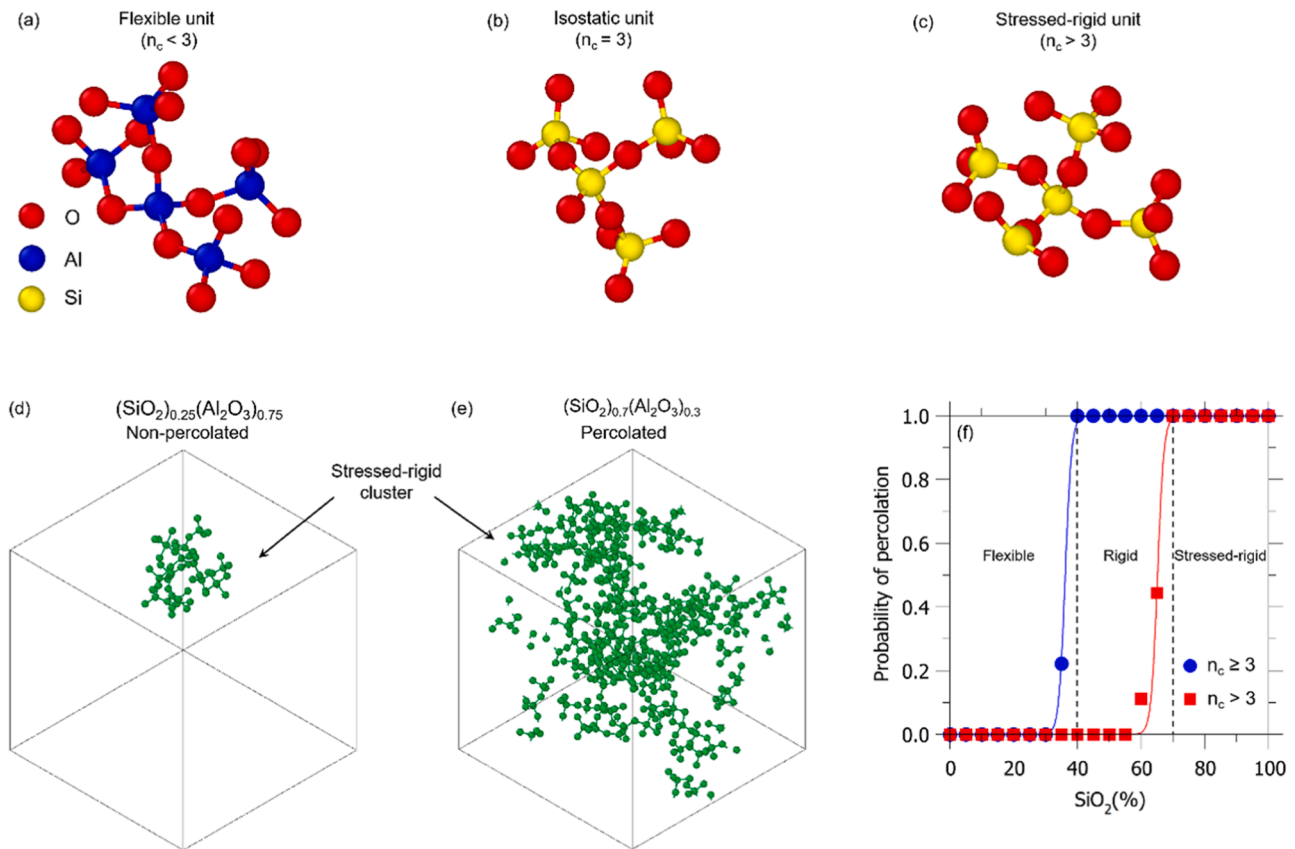 (a)
Flexible unit
(n_c < 3)
O
Al
Si
(b)
Isostatic unit
(n_c = 3)
(c)
Stressed-rigid unit
(n_c > 3)
(d)
(SiO₂)₀.₂₅(Al₂O₃)₀.₇₅
Non-percolated
Stressed-rigid
cluster
(e)
(SiO₂)₀.₇(Al₂O₃)₀.₃
Percolated
(f)
Probability of percolation
1.0
0.8
0.6
0.4
0.2
0.0
Flexible
Rigid
Stressed-rigid
n_c ≥ 3
n_c > 3
0
20
40
60
80
100
SiO₂(%)